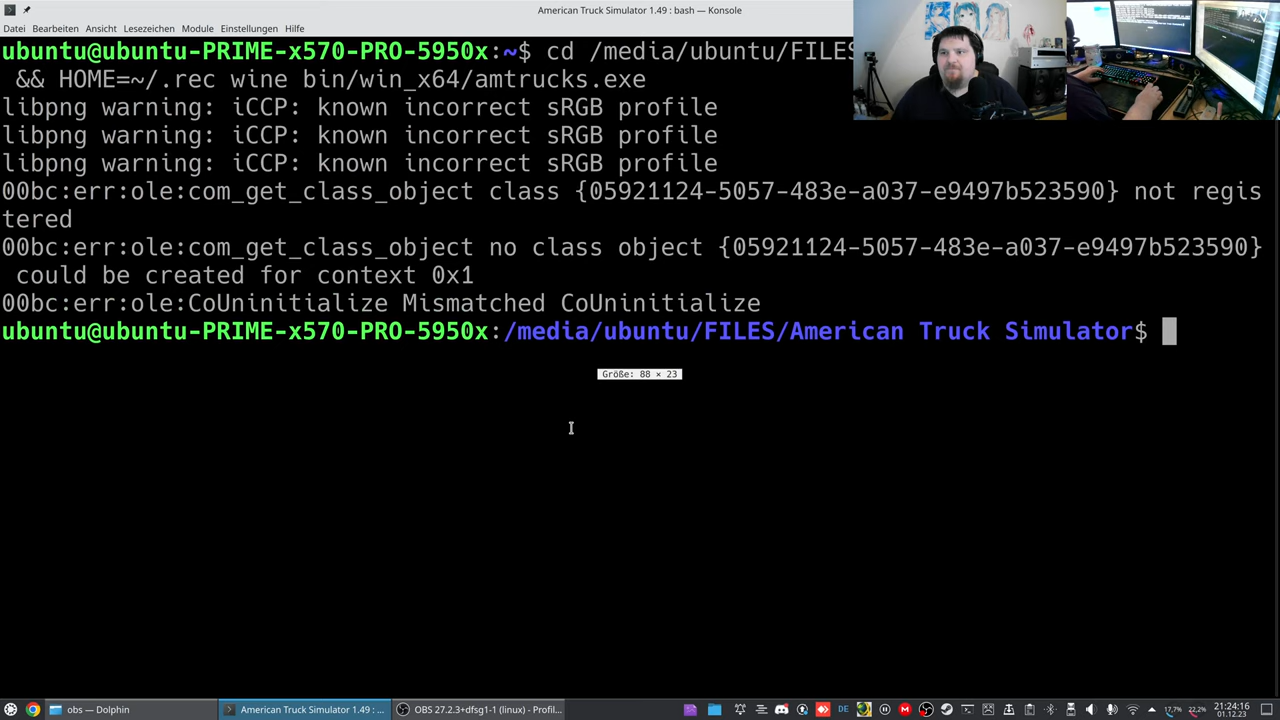 American Truck Simulator 1.49 : bash — Konsole
Datei Bearbeiten Ansicht Lesezeichen Module Einstellungen Hilfe
ubuntu@ubuntu-PRIME-x570-PRO-5950x:~$ cd /media/ubuntu/FILES
 && HOME=~/.rec wine bin/win_x64/amtrucks.exe
libpng warning: iCCP: known incorrect sRGB profile
libpng warning: iCCP: known incorrect sRGB profile
libpng warning: iCCP: known incorrect sRGB profile
00bc:err:ole:com_get_class_object class {05921124-5057-483e-a037-e9497b523590} not regis
tered
00bc:err:ole:com_get_class_object no class object {05921124-5057-483e-a037-e9497b523590}
 could be created for context 0x1
00bc:err:ole:CoUninitialize Mismatched CoUninitialize
ubuntu@ubuntu-PRIME-x570-PRO-5950x:/media/ubuntu/FILES/American Truck Simulator$
Größe: 88 × 23
obs — Dolphin
American Truck Simulator 1.49 : ...
OBS 27.2.3+dfsg1-1 (linux) - Profil...
DE
17,7% 22,2%
21:24:16
01.12.23